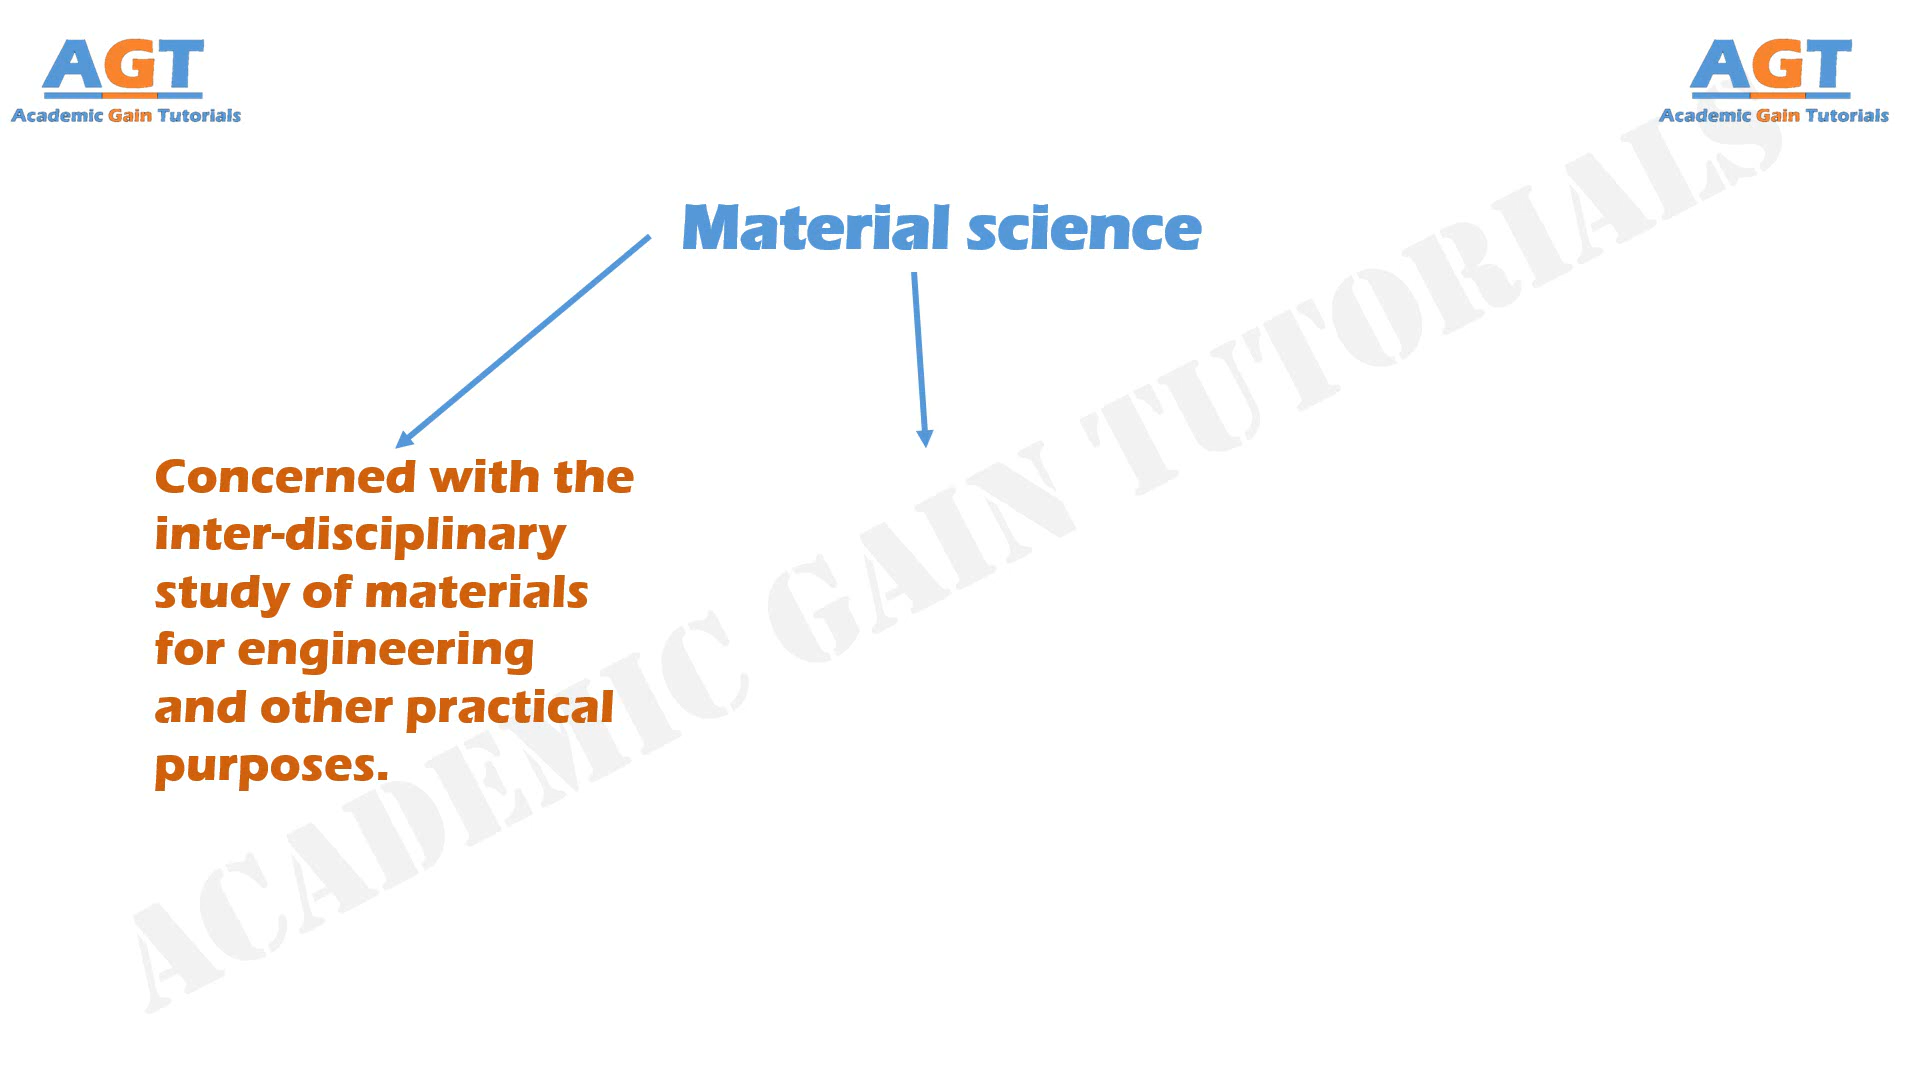 AGT
Academic Gain Tutorials
AGT
Academic Gain Tutorials
Material science
Concerned with the
inter-disciplinary
study of materials
for engineering
and other practical
purposes.
ACADEMIC GAIN TUTORIALS